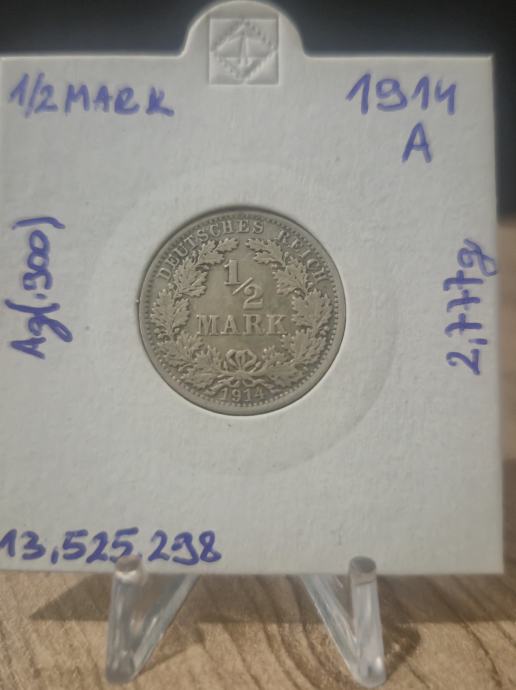 1/2 MARK
1914
A
Ag(.900)
DEUTSCHES REICH
1/2
MARK
1914
2,777g
13,525,298